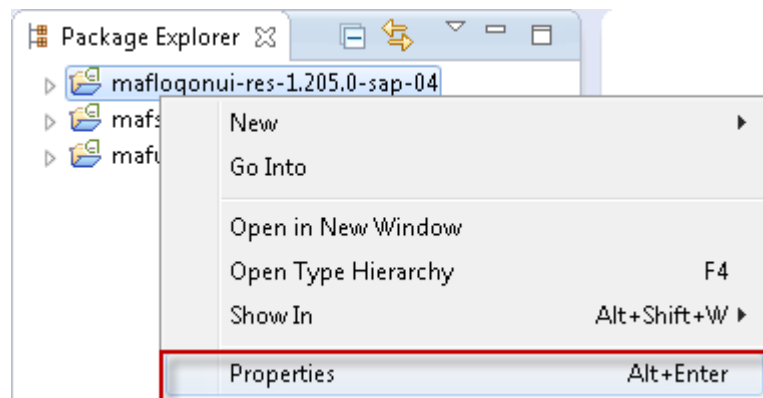 Package Explorer
maflogonui-res-1.205.0-sap-04
mafs
mafu
New
Go Into
Open in New Window
Open Type Hierarchy F4
Show In Alt+Shift+W
Properties Alt+Enter